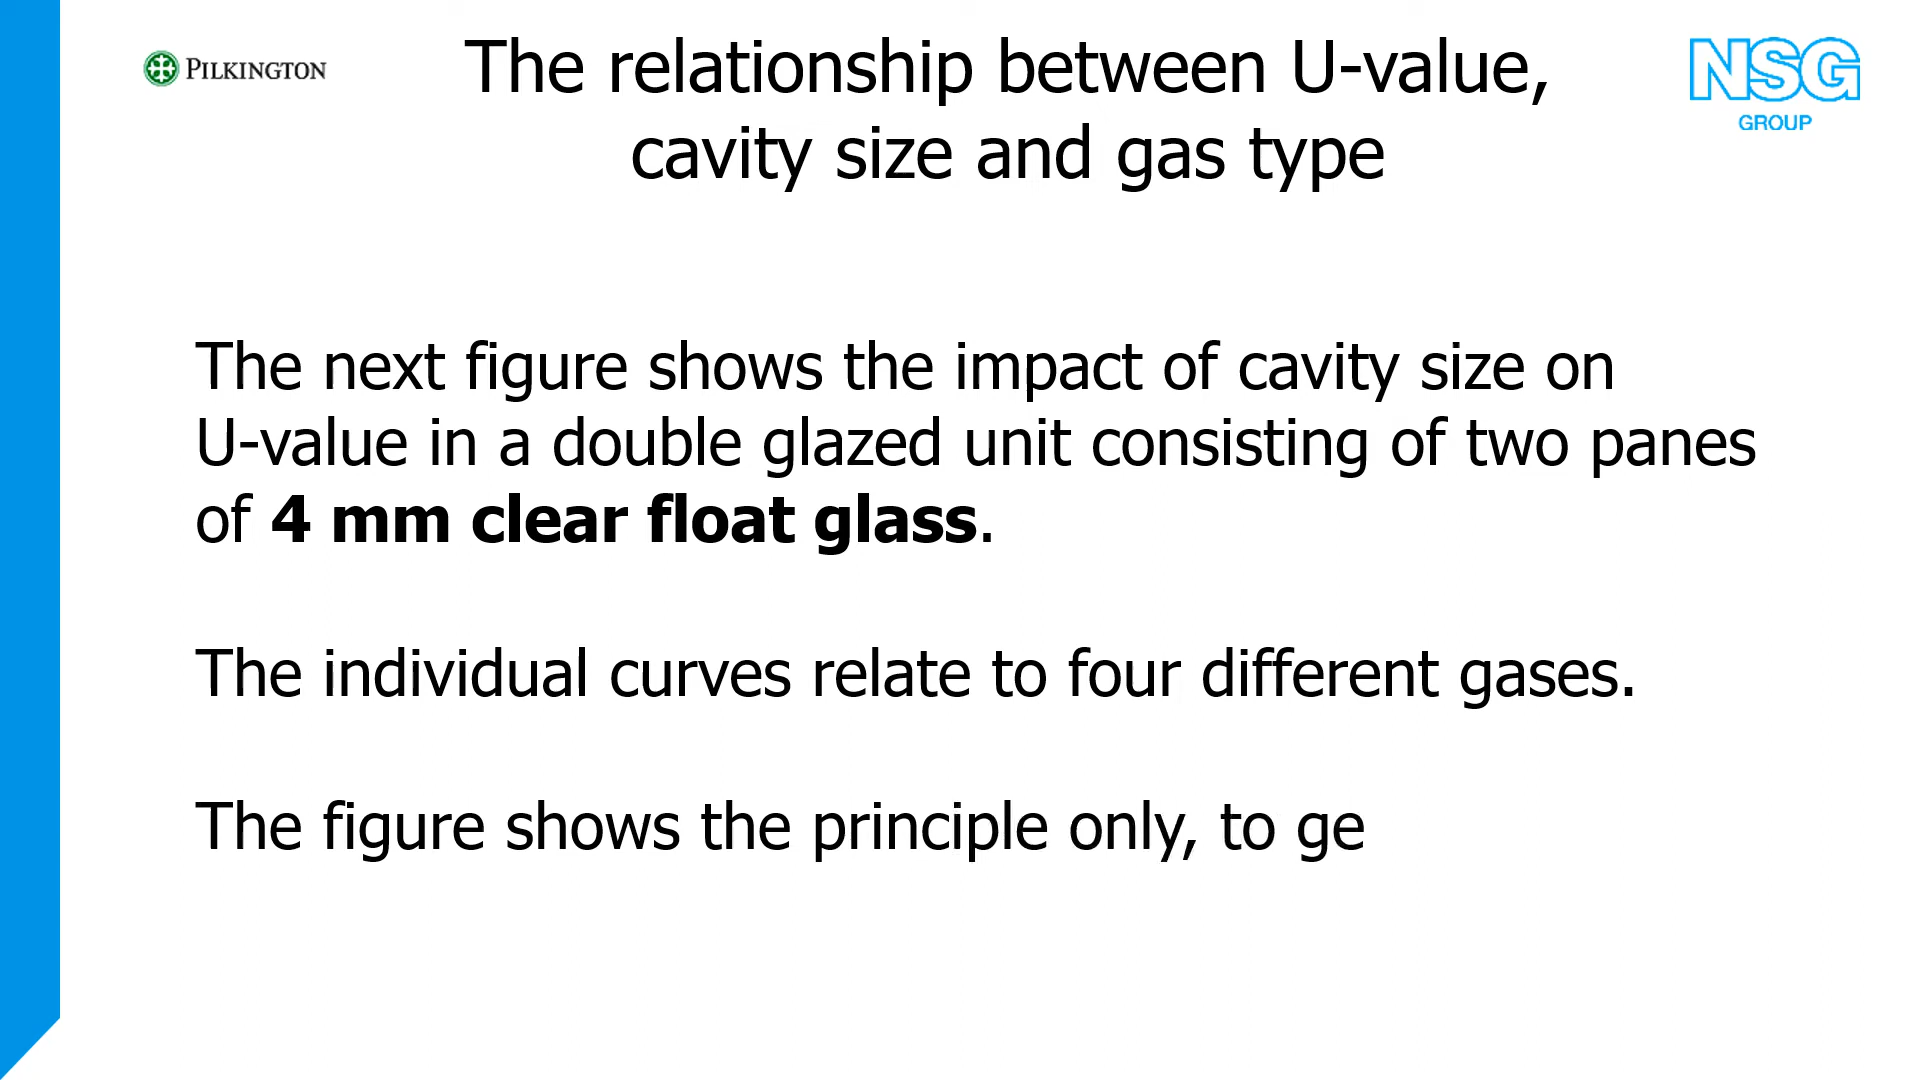 PILKINGTON
The relationship between U-value,
cavity size and gas type
NSG
GROUP
The next figure shows the impact of cavity size on
U-value in a double glazed unit consisting of two panes
of 4 mm clear float glass.
The individual curves relate to four different gases.
The figure shows the principle only, to ge